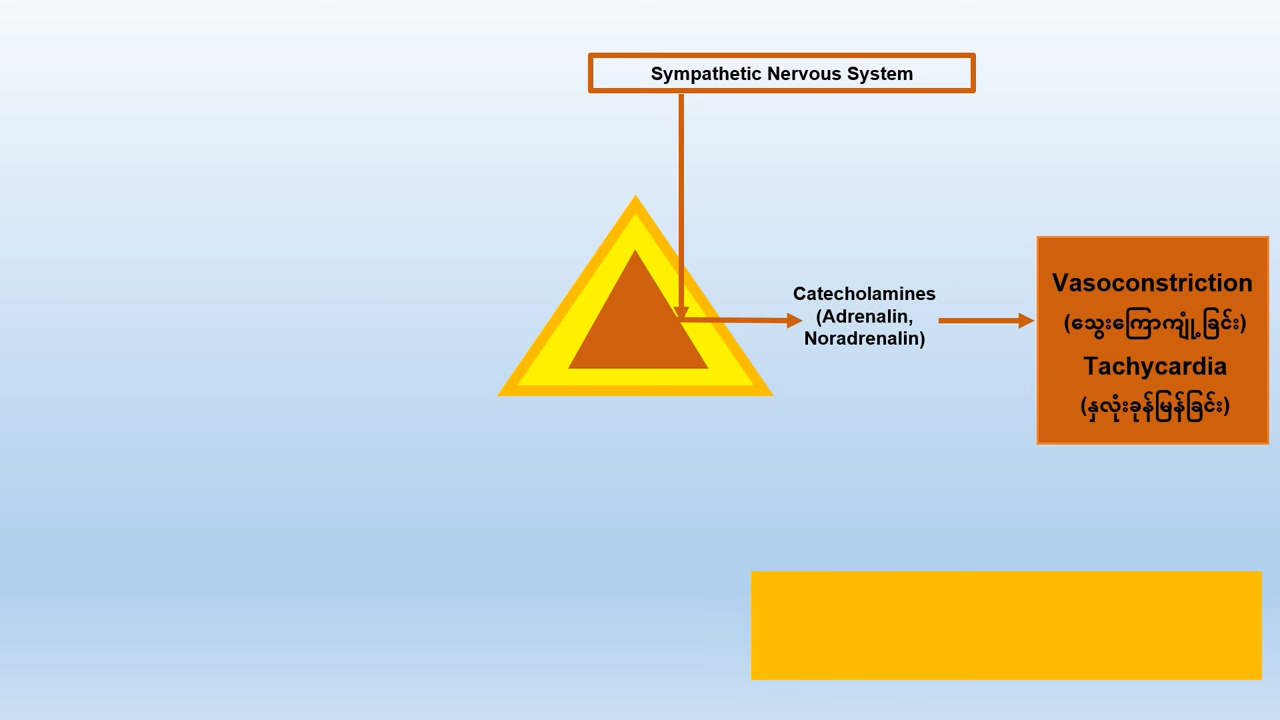 Sympathetic Nervous System
Catecholamines
(Adrenalin,
Noradrenalin)
Vasoconstriction
(သွေးကြောကျုံ့ခြင်း)
Tachycardia
(နှလုံးခုန်မြန်ခြင်း)